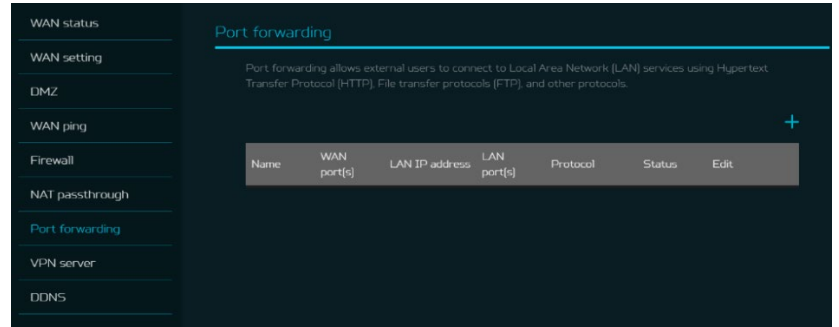 WAN status
WAN setting
DMZ
WAN ping
Firewall
NAT passthrough
Port forwarding
VPN server
DDNS
Port forwarding
Port forwarding allows external users to connect to Local Area Network (LAN) services using Hypertext
Transfer Protocol (HTTP), File transfer protocols (FTP), and other protocols.
+
Name WAN port(s) LAN IP address LAN port(s) Protocol Status Edit